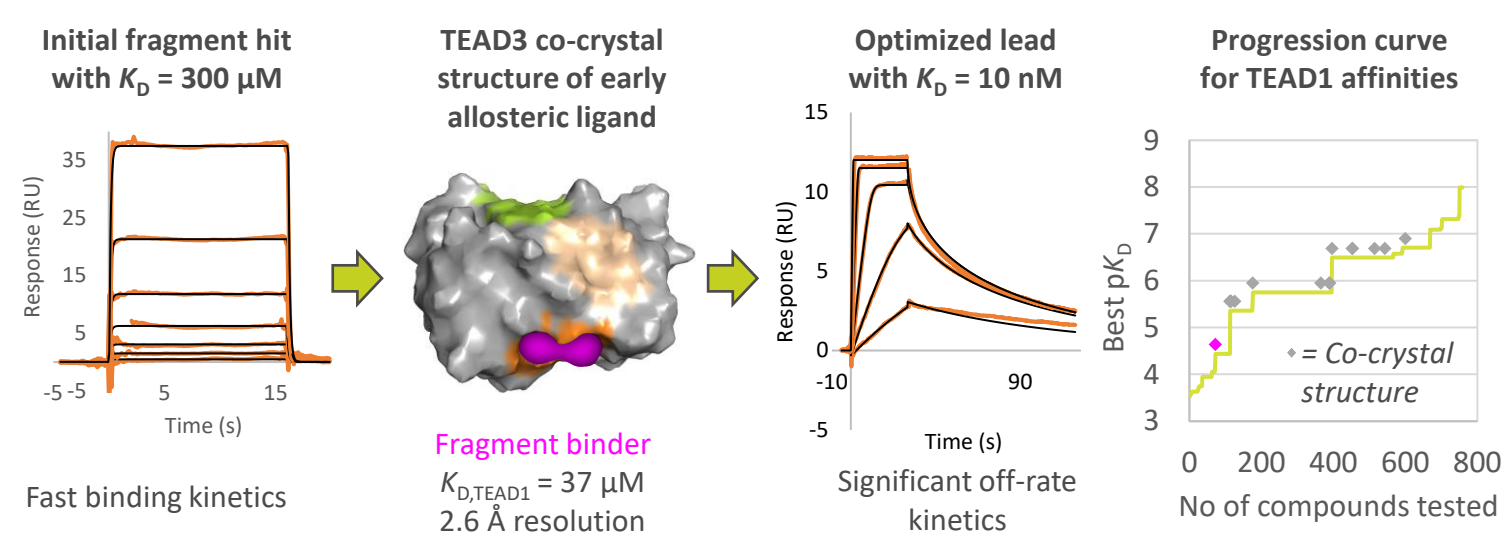 Initial fragment hit
with KD = 300 µM
35
25
15
5
-5
-5
5
15
Response (RU)
Time (s)
Fast binding kinetics
TEAD3 co-crystal
structure of early
allosteric ligand
Fragment binder
KD,TEAD1 = 37 µM
2.6 Å resolution
Optimized lead
with KD = 10 nM
15
10
5
0
-5
-10
90
Response (RU)
Time (s)
Significant off-rate
kinetics
Progression curve
for TEAD1 affinities
9
8
7
6
5
4
3
Best pKD
= Co-crystal
structure
0 200 400 600 800
No of compounds tested